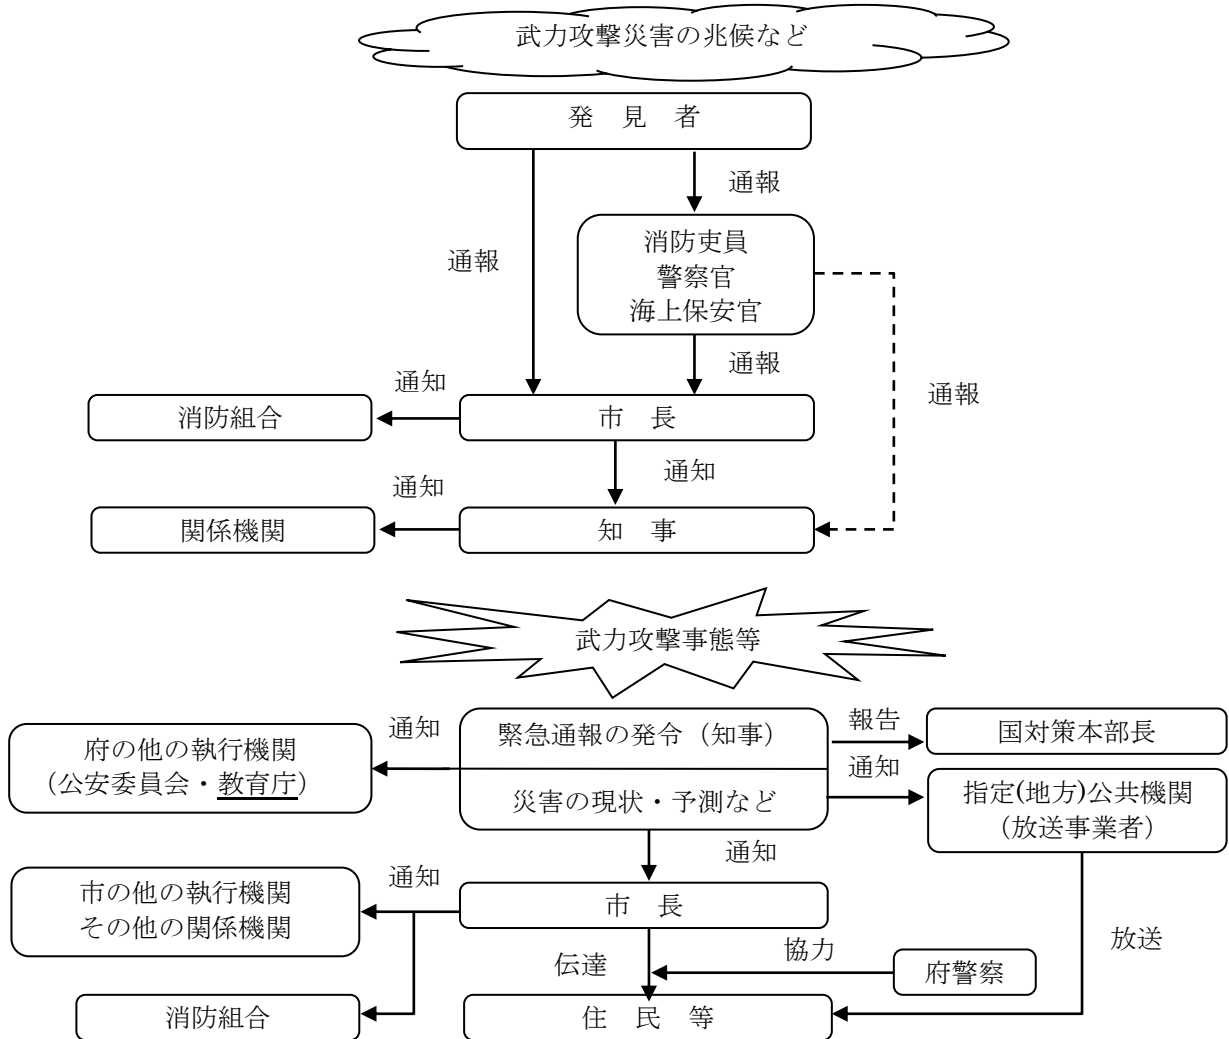 武力攻撃災害の兆候など
発 見 者
通報
消防吏員
警察官
海上保安官
通報
通報
通報
通知
消防組合
市 長
通知
通知
関係機関
知 事
武力攻撃事態等
通知
緊急通報の発令(知事)
報告
国対策本部長
府の他の執行機関
(公安委員会・教育庁)
通知
災害の現状・予測など
指定(地方)公共機関
(放送事業者)
通知
通知
市の他の執行機関
その他の関係機関
市 長
伝達
協力
府警察
放送
消防組合
住 民 等